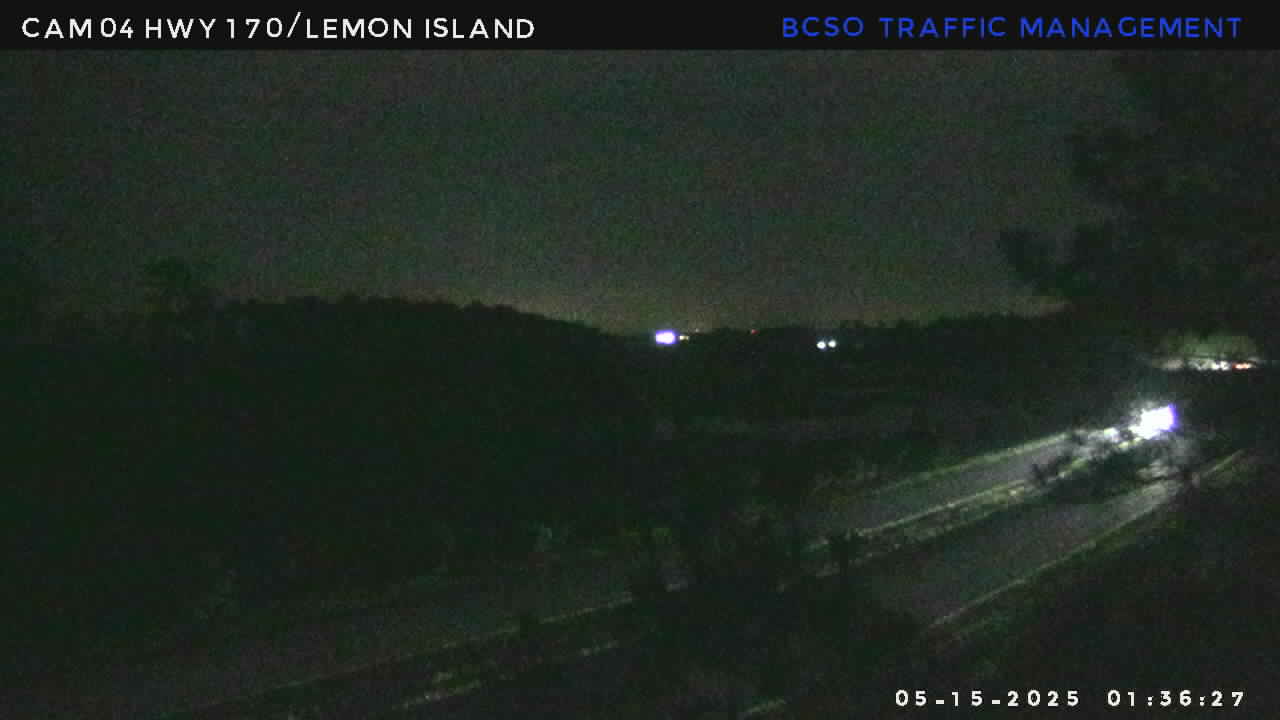 CAM04 HWY 170/LEMON ISLAND
BCSO TRAFFIC MANAGEMENT
05-15-2025 01:36:27